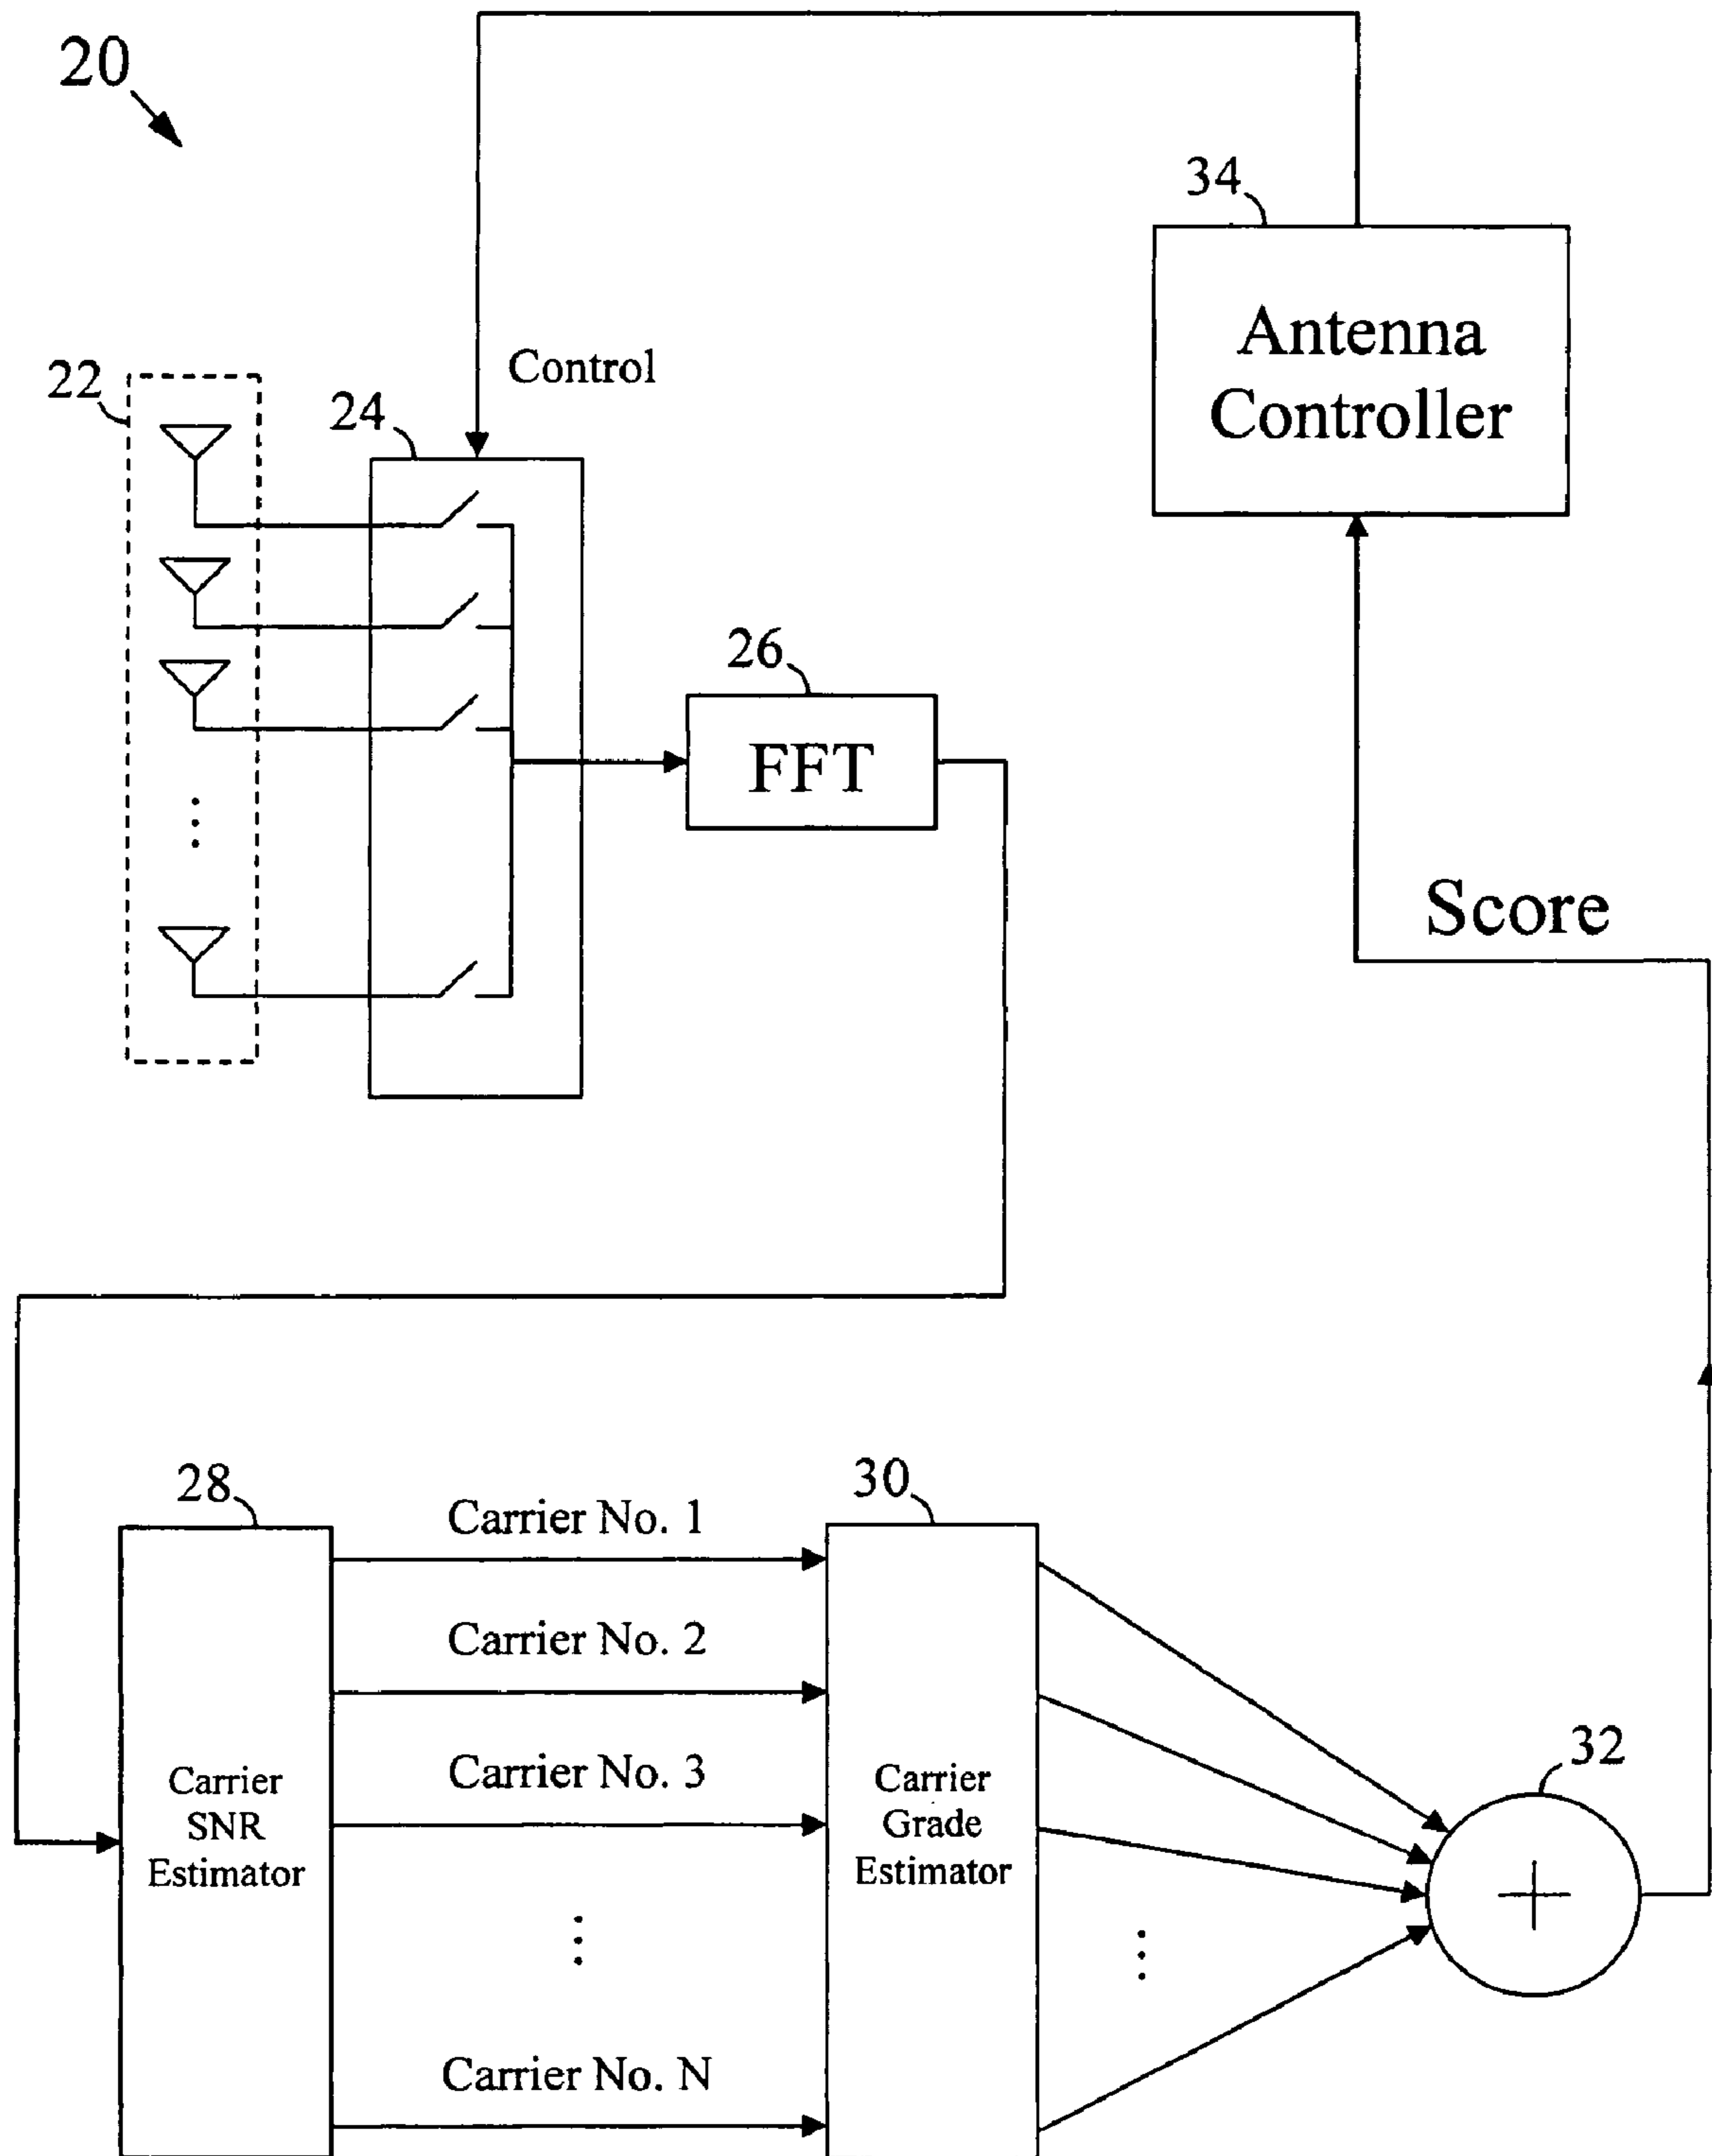 20
34
Antenna
Controller
Control
22
24
26
FFT
Score
28
30
Carrier No. 1
Carrier No. 2
Carrier No. 3
Carrier No. N
Carrier
SNR
Estimator
Carrier
Grade
Estimator
32